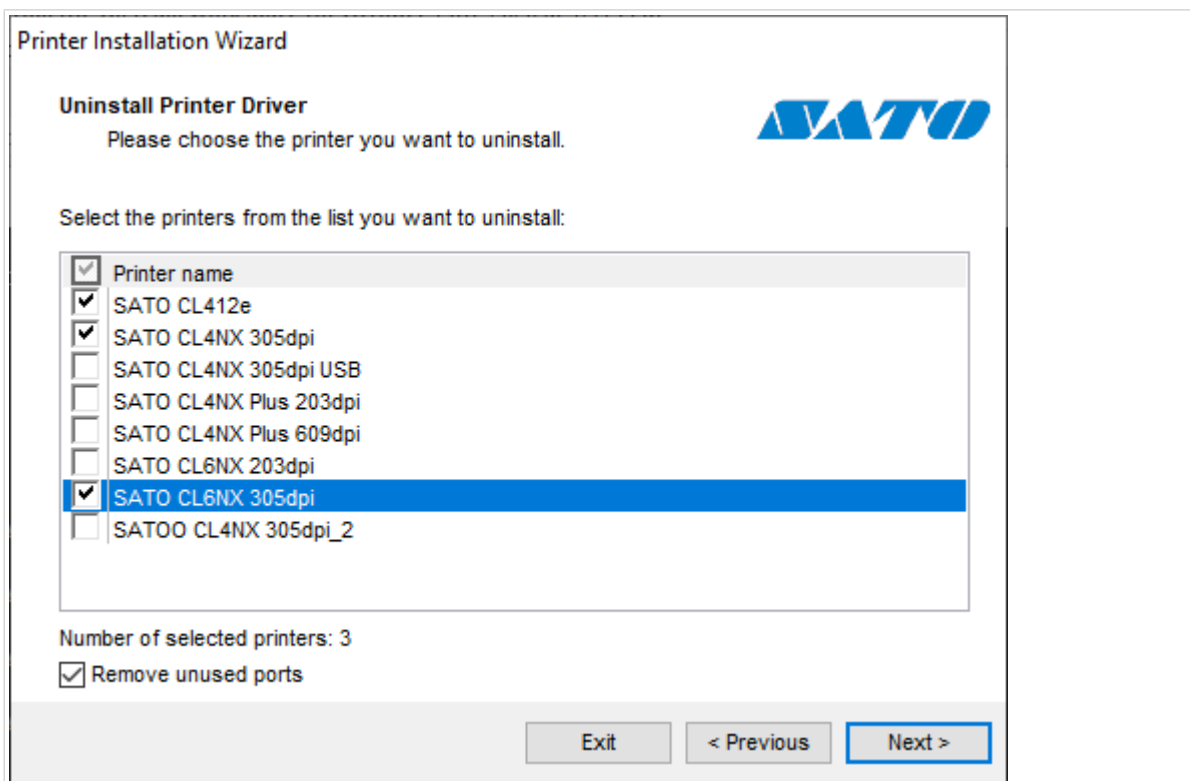 Printer Installation Wizard
Uninstall Printer Driver
SATO
Please choose the printer you want to uninstall.
Select the printers from the list you want to uninstall:
Printer name
SATO CL412e
SATO CL4NX 305dpi
SATO CL4NX 305dpi USB
SATO CL4NX Plus 203dpi
SATO CL4NX Plus 609dpi
SATO CL6NX 203dpi
SATO CL6NX 305dpi
SATOO CL4NX 305dpi_2
Number of selected printers: 3
Remove unused ports
Exit
< Previous
Next >